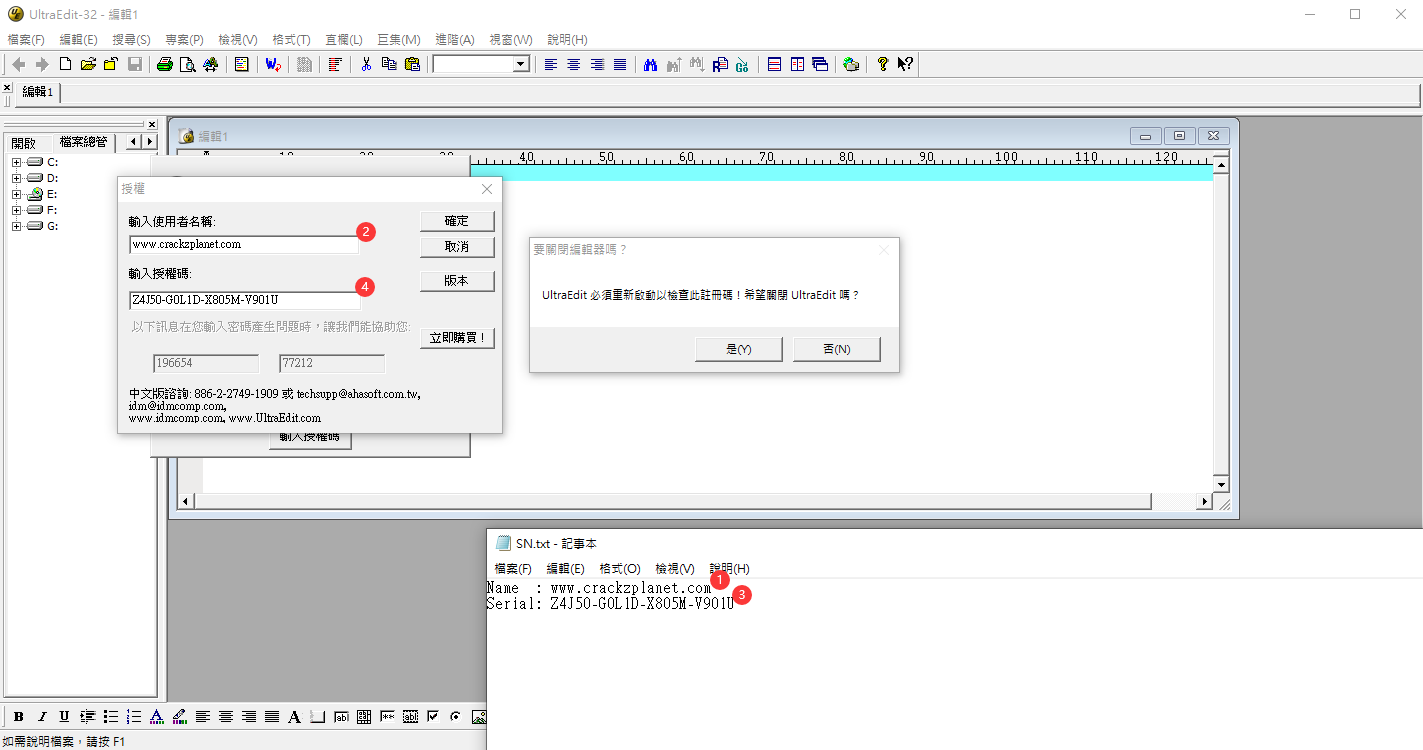 UltraEdit-32 - 編輯1
檔案(F) 編輯(E) 搜尋(S) 專案(P) 檢視(V) 格式(T) 直欄(L) 巨集(M) 進階(A) 視窗(W) 說明(H)
編輯1
開啟 檔案總管
C:
D:
E:
F:
G:
編輯1
10 20 30 40 50 60 70 80 90 100 110 120
授權
輸入使用者名稱:
www.crackzplanet.com
2
輸入授權碼:
Z4J50-G0L1D-X805M-V901U
4
以下訊息在您輸入密碼產生問題時，讓我們能協助您:
196654 77212
中文版諮詢: 886-2-2749-1909 或 techsupp@ahasoft.com.tw,
idm@idmcomp.com,
www.idmcomp.com, www.UltraEdit.com
確定
取消
版本
立即購買！
輸入授權碼
要關閉編輯器嗎？
UltraEdit 必須重新啟動以檢查此註冊碼！希望關閉 UltraEdit 嗎？
是(Y) 否(N)
SN.txt - 記事本
檔案(F) 編輯(E) 格式(O) 檢視(V) 說明(H)
Name : www.crackzplanet.com 1
Serial: Z4J50-G0L1D-X805M-V901U 3
如需說明檔案，請按 F1